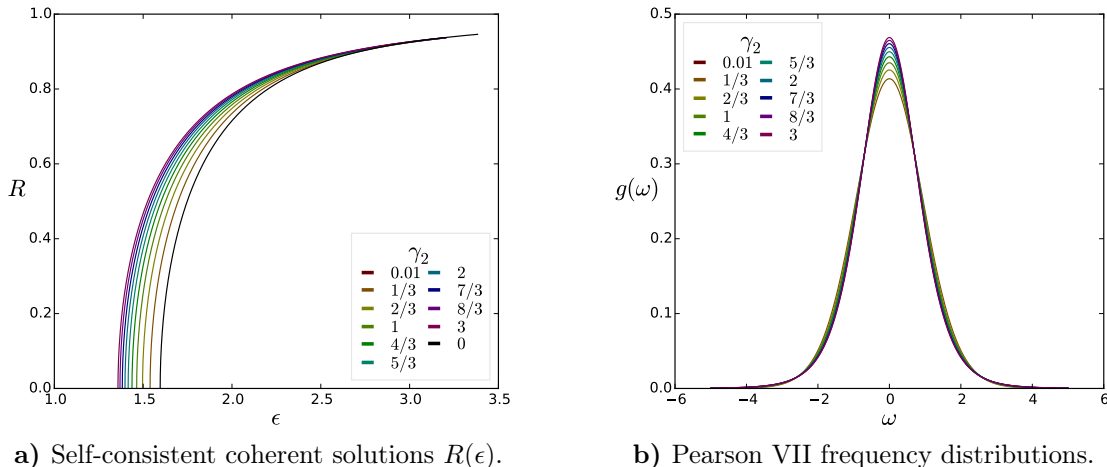 1.0
0.8
0.6
R
0.4
0.2
0.0
1.0 1.5 2.0 2.5 3.0 3.5
ϵ
γ₂
0.01 2
1/3 7/3
2/3 8/3
1 3
4/3 0
5/3
a) Self-consistent coherent solutions R(ϵ).
0.5
0.4
0.3
g(ω)
0.2
0.1
0.0
−6 −4 −2 0 2 4 6
ω
γ₂
0.01 5/3
1/3 2
2/3 7/3
1 8/3
4/3 3
b) Pearson VII frequency distributions.